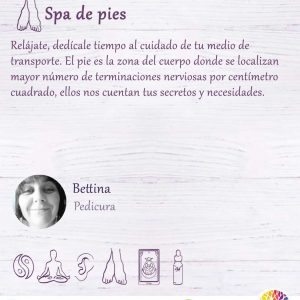 Spa de pies
Relájate, dedícale tiempo al cuidado de tu medio de
transporte. El pie es la zona del cuerpo donde se localizan
mayor número de terminaciones nerviosas por centímetro
cuadrado, ellos nos cuentan tus secretos y necesidades.
Bettina
Pedicura